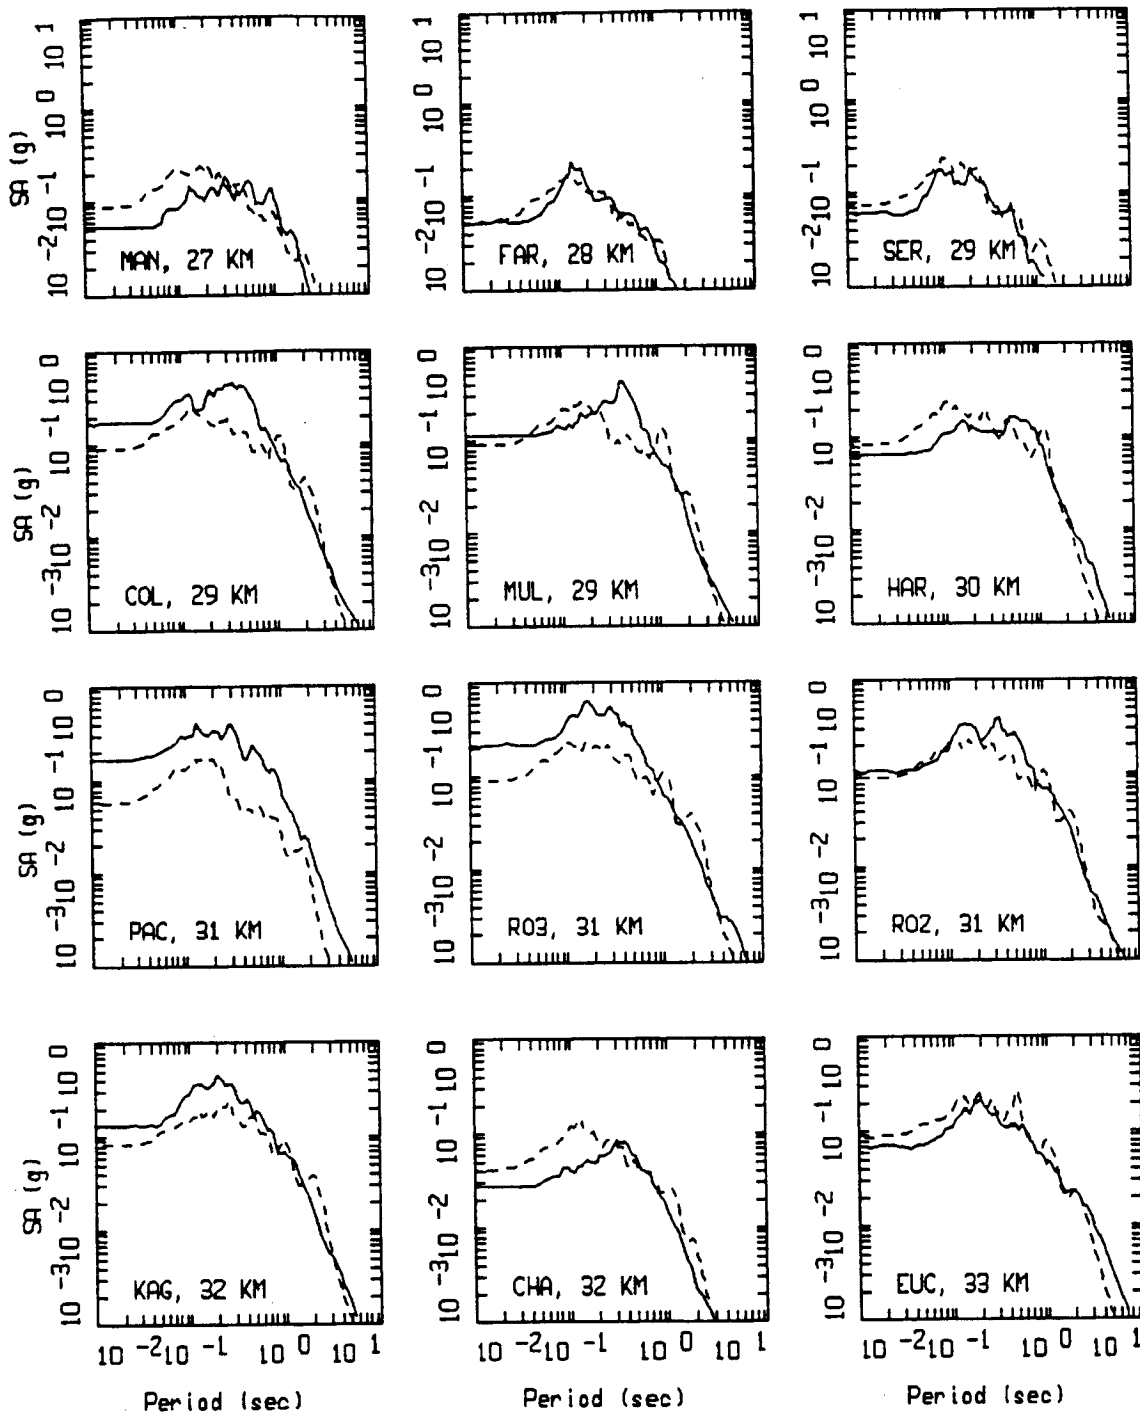 SA (g)
10 -2 10 -1 10 0 10 1
MAN, 27 KM
10 -2 10 -1 10 0 10 1
FAR, 28 KM
10 -2 10 -1 10 0 10 1
SER, 29 KM
SA (g)
10 -3 10 -2 10 -1 10 0
COL, 29 KM
10 -3 10 -2 10 -1 10 0
MUL, 29 KM
10 -3 10 -2 10 -1 10 0
HAR, 30 KM
SA (g)
10 -3 10 -2 10 -1 10 0
PAC, 31 KM
10 -3 10 -2 10 -1 10 0
RO3, 31 KM
10 -3 10 -2 10 -1 10 0
RO2, 31 KM
SA (g)
10 -3 10 -2 10 -1 10 0
KAG, 32 KM
10 -3 10 -2 10 -1 10 0
CHA, 32 KM
10 -3 10 -2 10 -1 10 0
EUC, 33 KM
10 -2 10 -1 10 0 10 1
10 -2 10 -1 10 0 10 1
10 -2 10 -1 10 0 10 1
Period (sec)
Period (sec)
Period (sec)